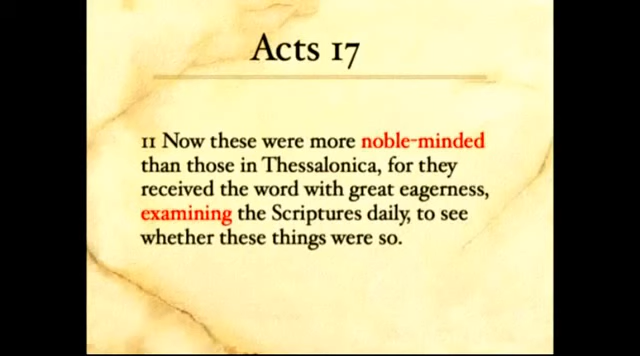 Acts 17
11 Now these were more noble-minded
than those in Thessalonica, for they
received the word with great eagerness,
examining the Scriptures daily, to see
whether these things were so.